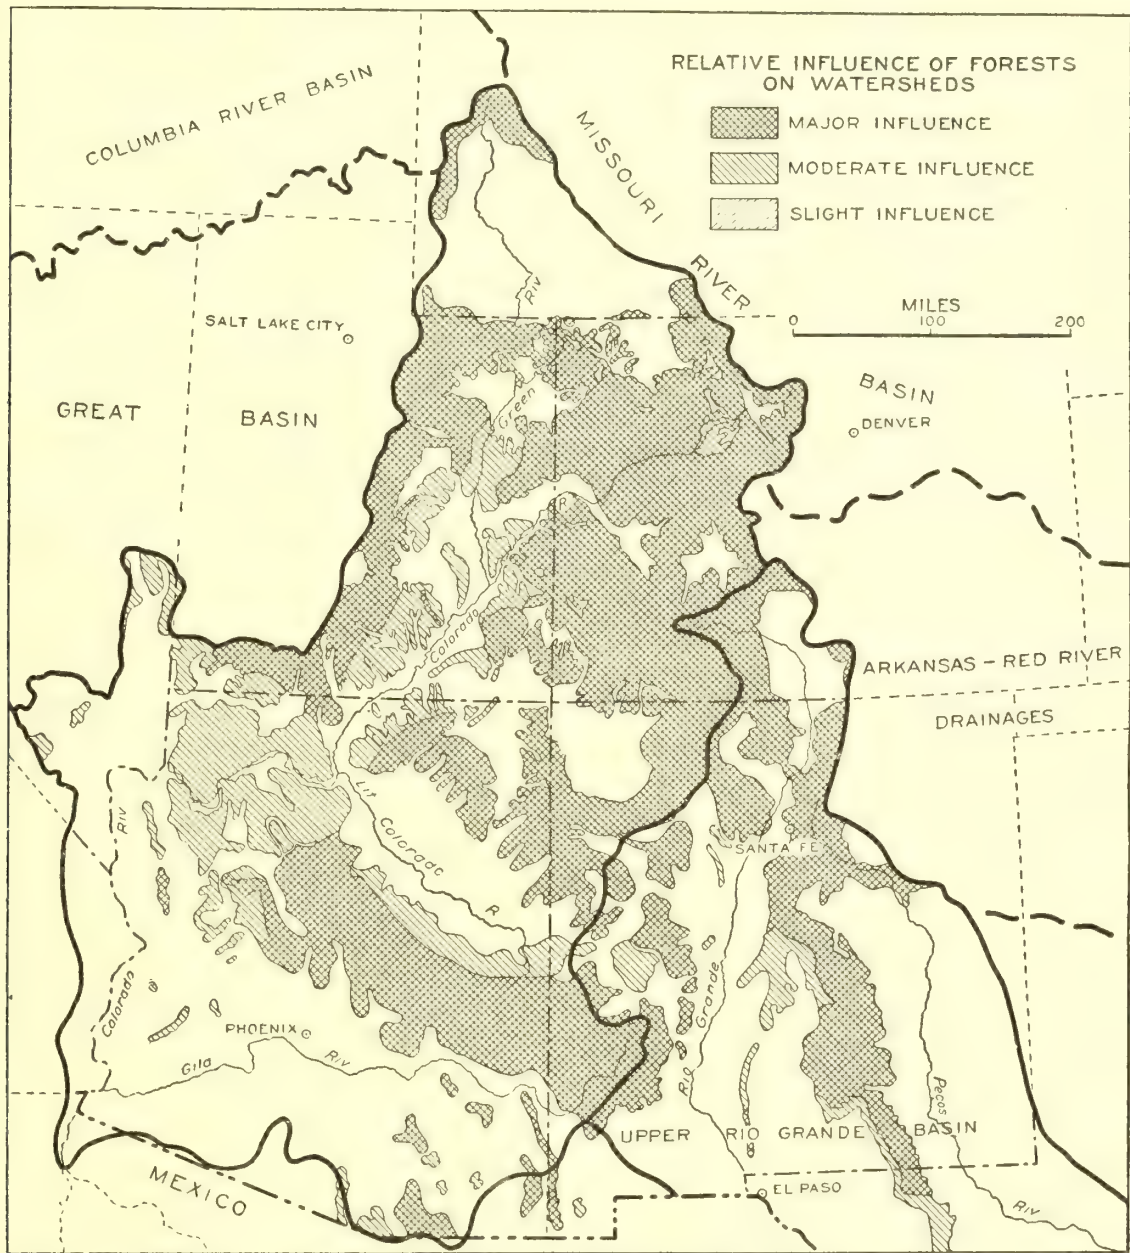 RELATIVE INFLUENCE OF FORESTS
ON WATERSHEDS
MAJOR INFLUENCE
MODERATE INFLUENCE
SLIGHT INFLUENCE
COLUMBIA RIVER BASIN
MISSOURI
RIVER
BASIN
MILES
0 100 200
Riv
SALT LAKE CITY
GREAT
BASIN
Green
DENVER
R
Colorado
ARKANSAS – RED RIVER
DRAINAGES
Riv
Lit
Colorado
R
SANTA FE
Colorado
Rio
Grande
PHOENIX
Gila
Riv
Pecos
UPPER RIO GRANDE BASIN
MEXICO
EL PASO
Riv